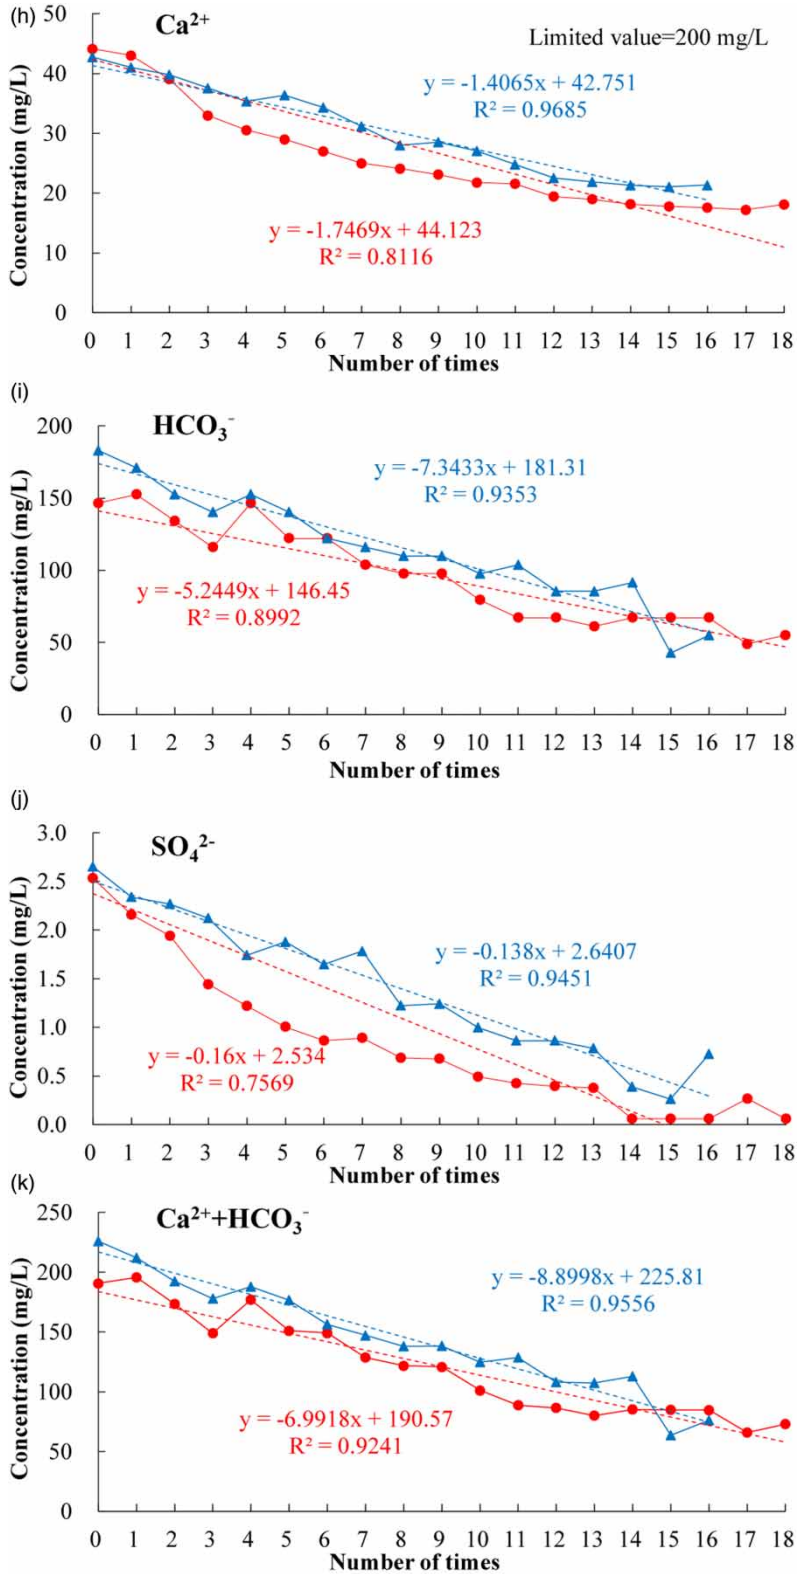 (h)
Ca²⁺
Limited value=200 mg/L
y = -1.4065x + 42.751
R² = 0.9685
y = -1.7469x + 44.123
R² = 0.8116
Concentration (mg/L)
50
40
30
20
10
0
0 1 2 3 4 5 6 7 8 9 10 11 12 13 14 15 16 17 18
Number of times
(i)
HCO₃⁻
y = -7.3433x + 181.31
R² = 0.9353
y = -5.2449x + 146.45
R² = 0.8992
Concentration (mg/L)
200
150
100
50
0
0 1 2 3 4 5 6 7 8 9 10 11 12 13 14 15 16 17 18
Number of times
(j)
SO₄²⁻
y = -0.138x + 2.6407
R² = 0.9451
y = -0.16x + 2.534
R² = 0.7569
Concentration (mg/L)
3.0
2.5
2.0
1.5
1.0
0.5
0.0
0 1 2 3 4 5 6 7 8 9 10 11 12 13 14 15 16 17 18
Number of times
(k)
Ca²⁺+HCO₃⁻
y = -8.8998x + 225.81
R² = 0.9556
y = -6.9918x + 190.57
R² = 0.9241
Concentration (mg/L)
250
200
150
100
50
0
0 1 2 3 4 5 6 7 8 9 10 11 12 13 14 15 16 17 18
Number of times